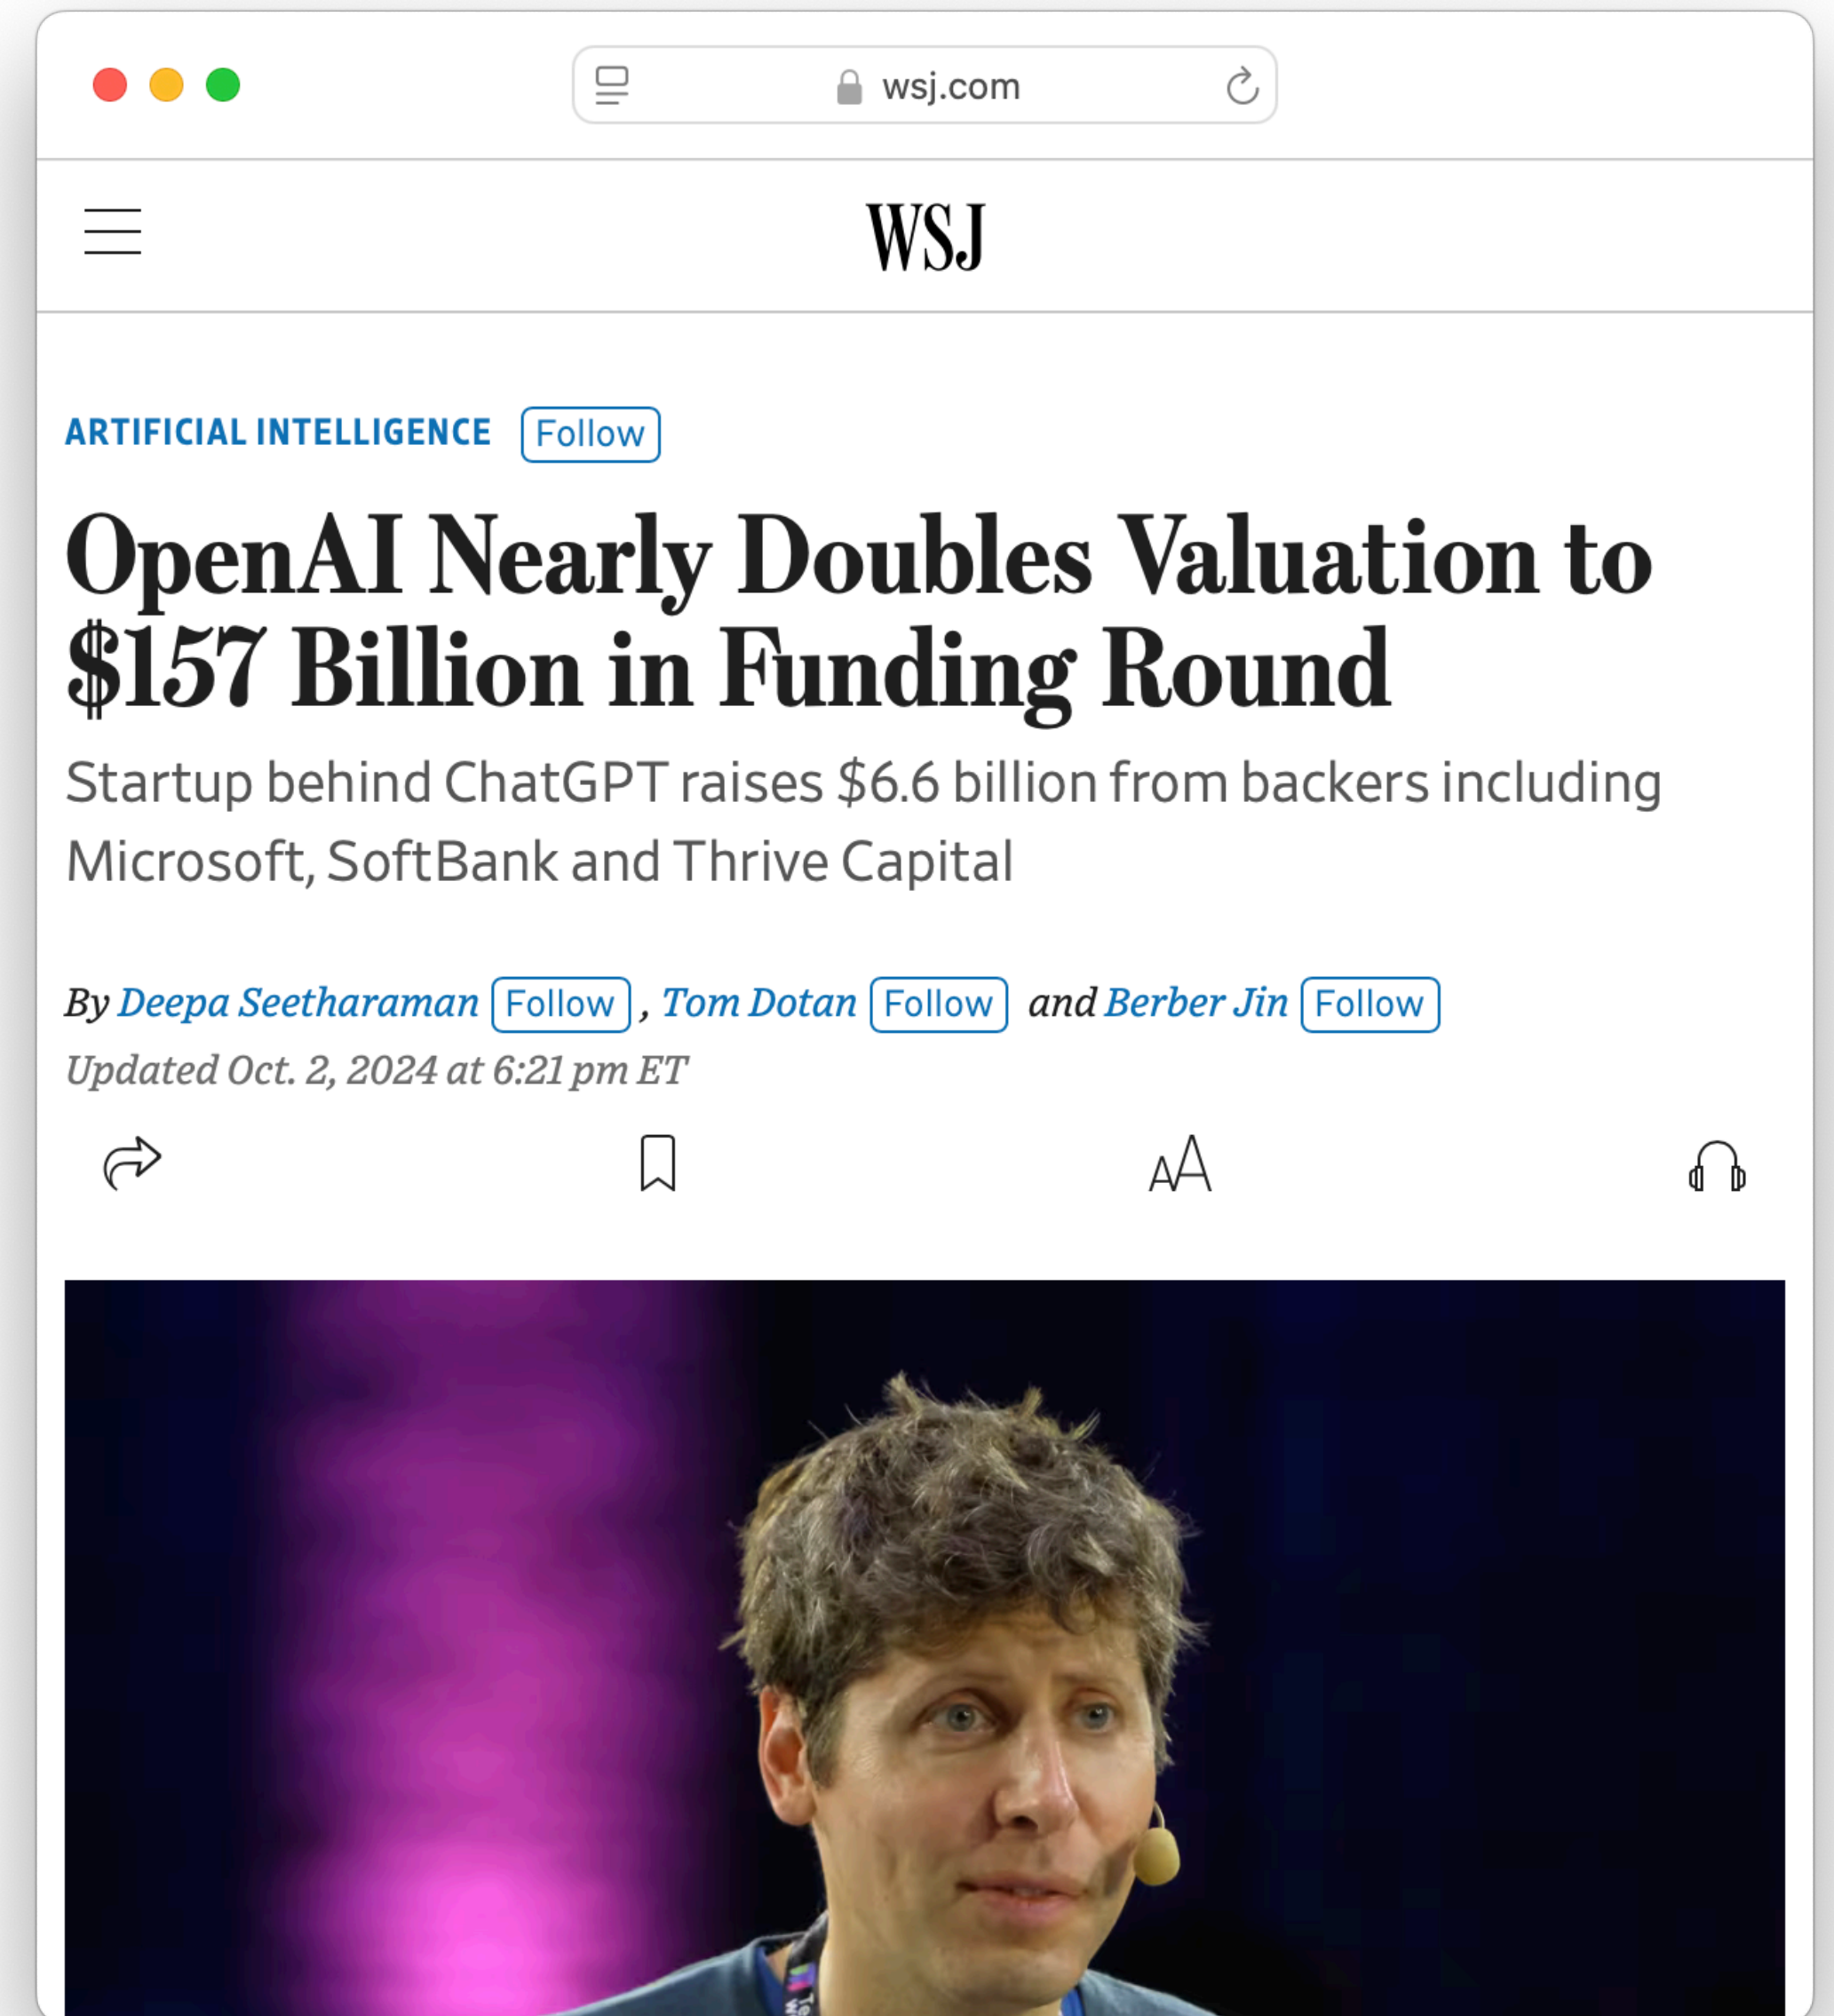 wsj.com
WSJ
ARTIFICIAL INTELLIGENCE Follow
OpenAI Nearly Doubles Valuation to
$157 Billion in Funding Round
Startup behind ChatGPT raises $6.6 billion from backers including
Microsoft, SoftBank and Thrive Capital
By Deepa Seetharaman Follow , Tom Dotan Follow and Berber Jin Follow
Updated Oct. 2, 2024 at 6:21 pm ET
AA